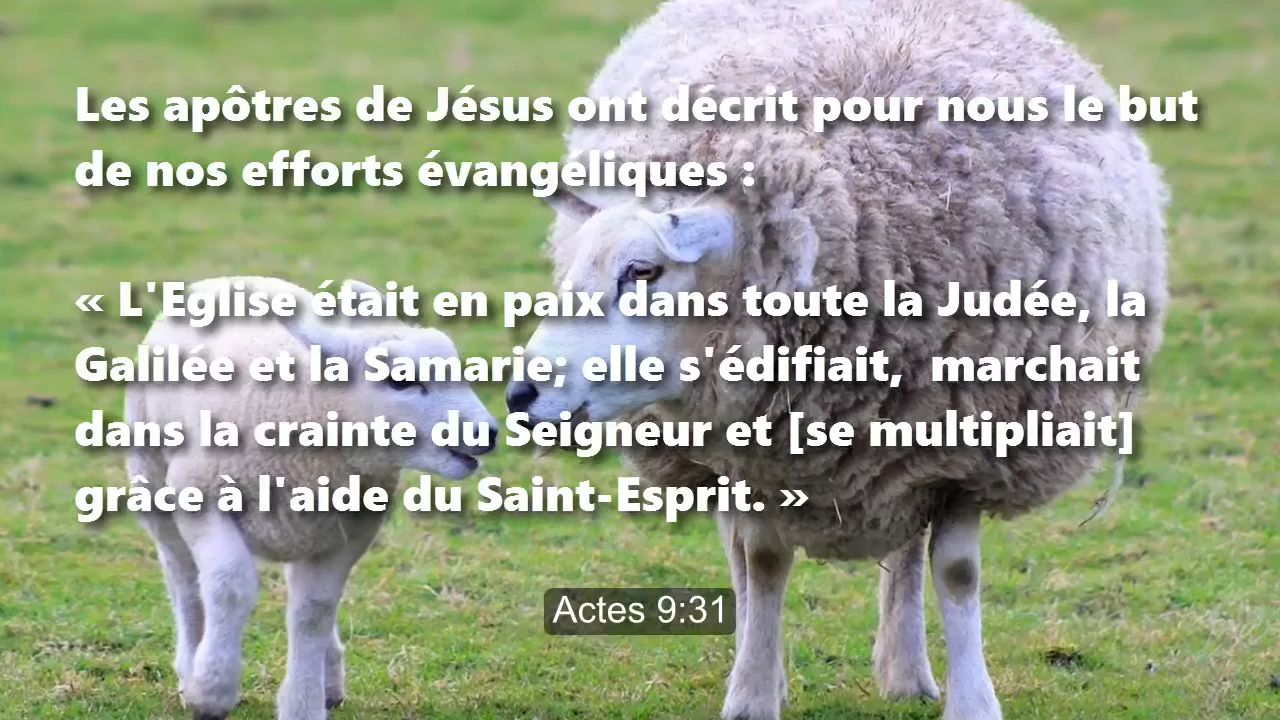 Les apôtres de Jésus ont décrit pour nous le but
de nos efforts évangéliques :
« L'Eglise était en paix dans toute la Judée, la
Galilée et la Samarie; elle s'édifiait,  marchait
dans la crainte du Seigneur et [se multipliait]
grâce à l'aide du Saint-Esprit. »
Actes 9:31